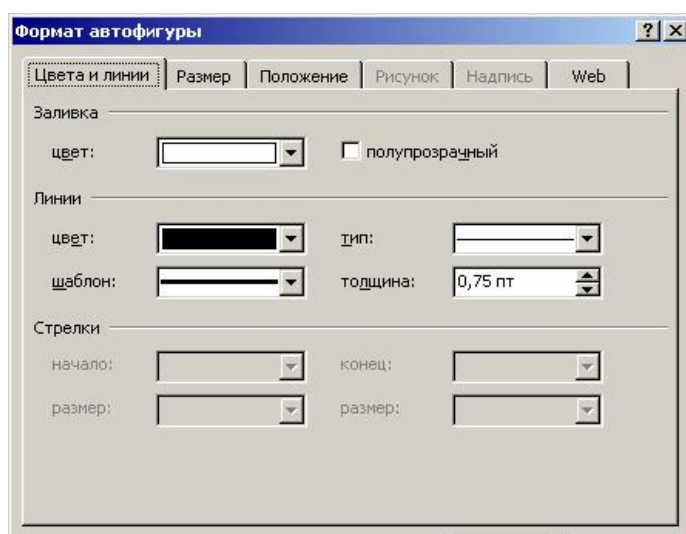 Формат автофигуры
Цвета и линии Размер Положение Рисунок Надпись Web
Заливка
цвет: полупрозрачный
Линии
цвет: тип:
шаблон: толщина: 0,75 пт
Стрелки
начало: конец:
размер: размер: